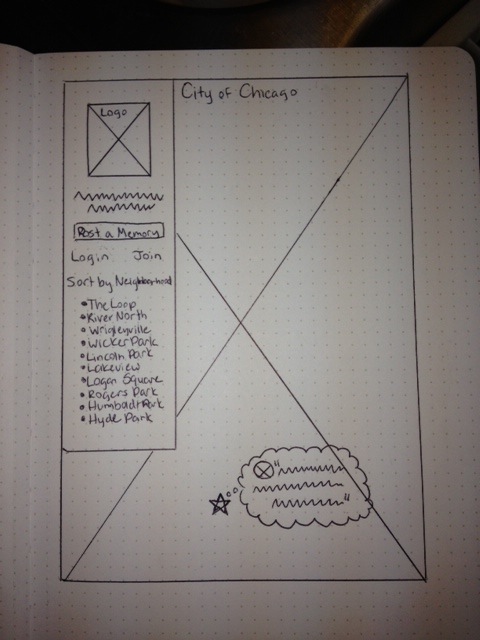 City of Chicago
Logo
Post a Memory
Login Join
Sort by Neighborhood
The Loop
River North
Wrigleyville
Wicker Park
Lincoln Park
Lakeview
Logan Square
Rogers Park
Humboldt Park
Hyde Park